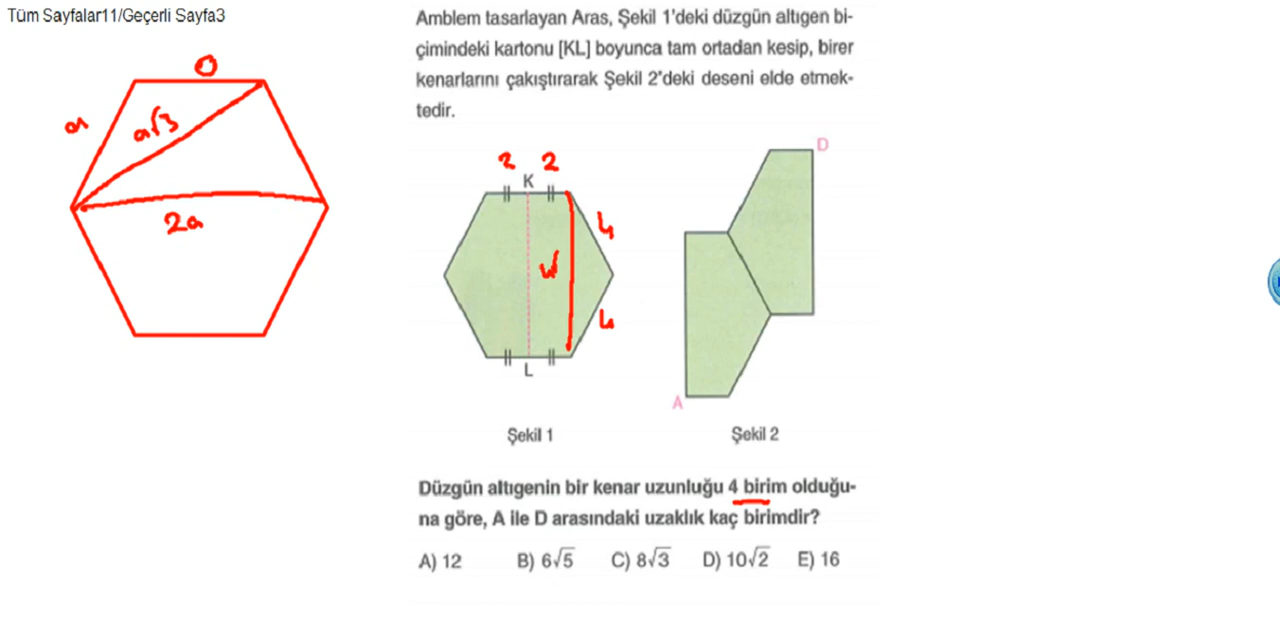 Tüm Sayfalar11/Geçerli Sayfa3
a
a√3
2a
Amblem tasarlayan Aras, Şekil 1'deki düzgün altıgen bi-
çimindeki kartonu [KL] boyunca tam ortadan kesip, birer
kenarlarını çakıştırarak Şekil 2'deki deseni elde etmek-
tedir.
2 2
K
4
4
L
D
A
Şekil 1
Şekil 2
Düzgün altıgenin bir kenar uzunluğu 4 birim olduğu-
na göre, A ile D arasındaki uzaklık kaç birimdir?
A) 12 B) 6√5 C) 8√3 D) 10√2 E) 16